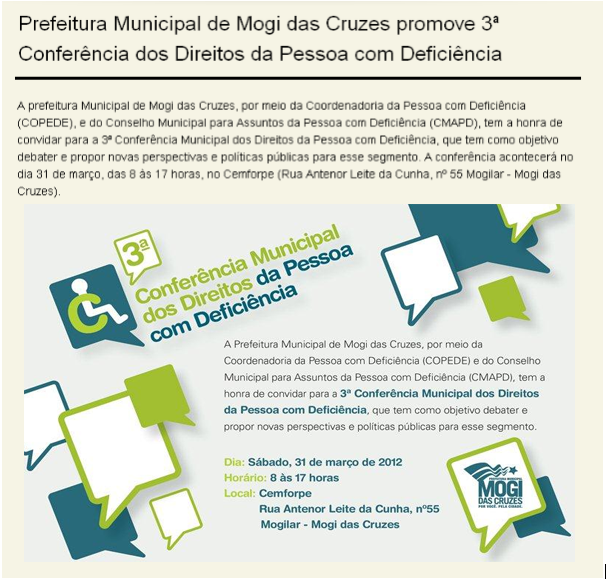 Prefeitura Municipal de Mogi das Cruzes promove 3ª
Conferência dos Direitos da Pessoa com Deficiência
A prefeitura Municipal de Mogi das Cruzes, por meio da Coordenadoria da Pessoa com Deficiência
(COPEDE), e do Conselho Municipal para Assuntos da Pessoa com Deficiência (CMAPD), tem a honra de
convidar para a 3ª Conferência Municipal dos Direitos da Pessoa com Deficiência, que tem como objetivo
debater e propor novas perspectivas e políticas públicas para esse segmento. A conferência acontecerá no
dia 31 de março, das 8 às 17 horas, no Cemforpe (Rua Antenor Leite da Cunha, nº 55 Mogilar - Mogi das
Cruzes).
3ª
Conferência Municipal
dos Direitos da Pessoa
com Deficiência
A Prefeitura Municipal de Mogi das Cruzes, por meio da
Coordenadoria da Pessoa com Deficiência (COPEDE) e do Conselho
Municipal para Assuntos da Pessoa com Deficiência (CMAPD), tem a
honra de convidar para a 3ª Conferência Municipal dos Direitos
da Pessoa com Deficiência, que tem como objetivo debater e
propor novas perspectivas e políticas públicas para esse segmento.
Dia: Sábado, 31 de março de 2012
Horário: 8 às 17 horas
Local: Cemforpe
Rua Antenor Leite da Cunha, nº55
Mogilar - Mogi das Cruzes
PREFEITURA MUNICIPAL
MOGI
DAS CRUZES
POR VOCÊ. PELA CIDADE.